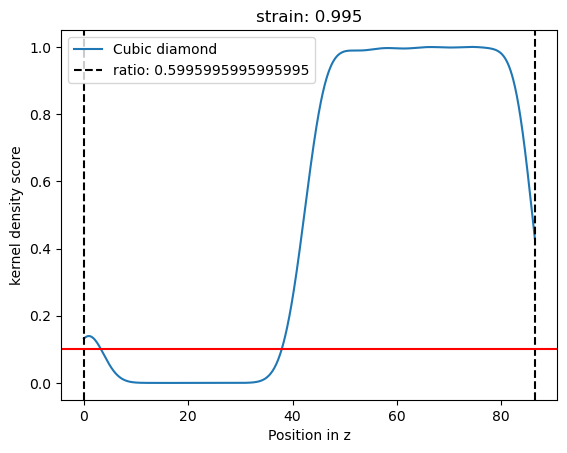 strain: 0.995
Cubic diamond
ratio: 0.5995995995995995
kernel density score
1.0
0.8
0.6
0.4
0.2
0.0
0
20
40
60
80
Position in z